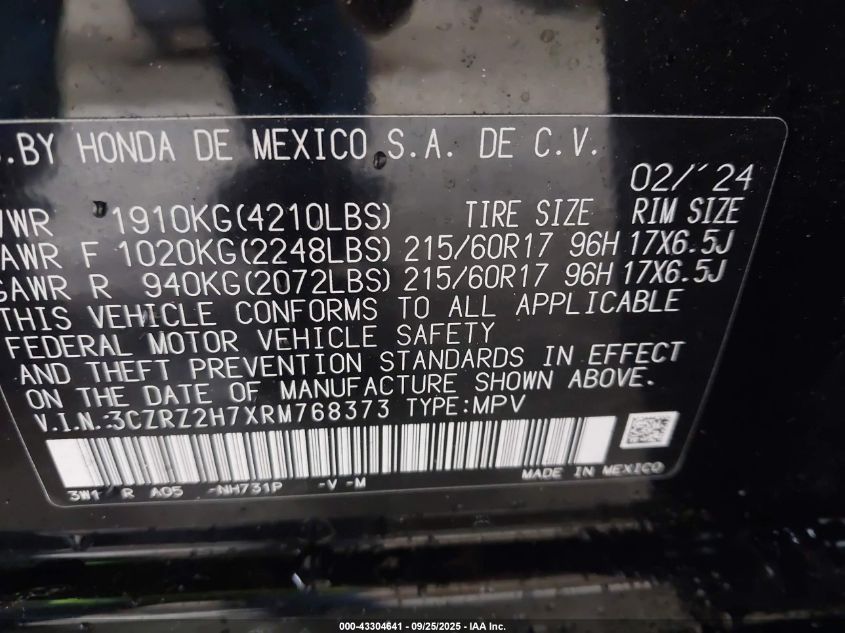 BY HONDA DE MEXICO S.A. DE C.V.
02/'24
1910KG(4210LBS) TIRE SIZE RIM SIZE
F 1020KG(2248LBS) 215/60R17 96H 17X6.5J
GAWR R 940KG(2072LBS) 215/60R17 96H 17X6.5J
THIS VEHICLE CONFORMS TO ALL APPLICABLE
FEDERAL MOTOR VEHICLE SAFETY
AND THEFT PREVENTION STANDARDS IN EFFECT
ON THE DATE OF MANUFACTURE SHOWN ABOVE.
V.I.N.:3CZRZ2H7XRM768373 TYPE:MPV
3W1 R A05 -NH731P -V -M MADE IN MEXICO
000-43304641 - 09/25/2025 - IAA Inc.